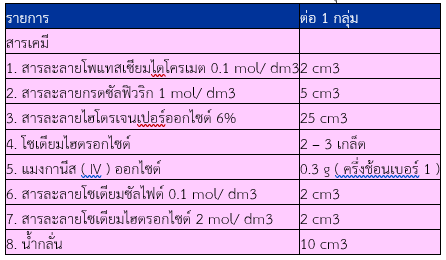 รายการ ต่อ 1 กลุ่ม
สารเคมี
1. สารละลายโพแทสเซียมไดโครเมต 0.1 mol/ dm3 2 cm3
2. สารละลายกรดซัลฟิวริก 1 mol/ dm3 5 cm3
3. สารละลายไฮโดรเจนเปอร์ออกไซด์ 6% 25 cm3
4. โซเดียมไฮดรอกไซด์ 2 – 3 เกล็ด
5. แมงกานีส ( IV ) ออกไซด์ 0.3 g ( ครึ่งช้อนเบอร์ 1 )
6. สารละลายโซเดียมซัลไฟด์ 0.1 mol/ dm3 2 cm3
7. สารละลายโซเดียมไฮดรอกไซด์ 2 mol/ dm3 2 cm3
8. น้ำกลั่น 10 cm3